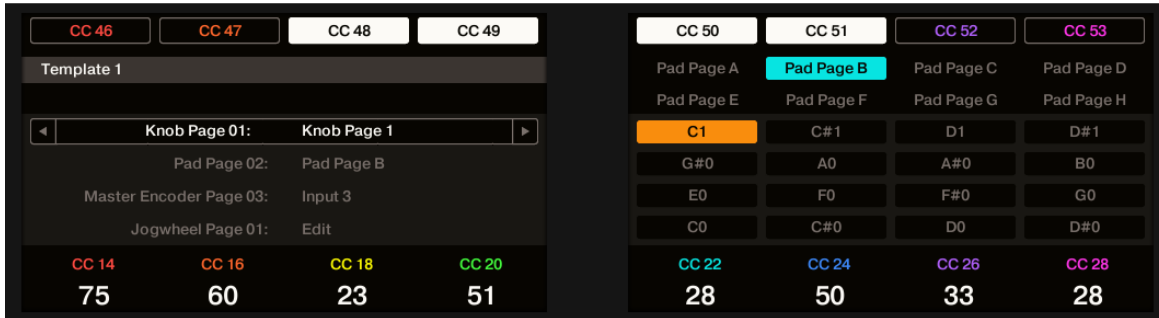 CC 46 CC 47 CC 48 CC 49
Template 1
Knob Page 01: Knob Page 1
Pad Page 02: Pad Page B
Master Encoder Page 03: Input 3
Jogwheel Page 01: Edit
CC 14 CC 16 CC 18 CC 20
75 60 23 51
CC 50 CC 51 CC 52 CC 53
Pad Page A Pad Page B Pad Page C Pad Page D
Pad Page E Pad Page F Pad Page G Pad Page H
C1 C#1 D1 D#1
G#0 A0 A#0 B0
E0 F0 F#0 G0
C0 C#0 D0 D#0
CC 22 CC 24 CC 26 CC 28
28 50 33 28